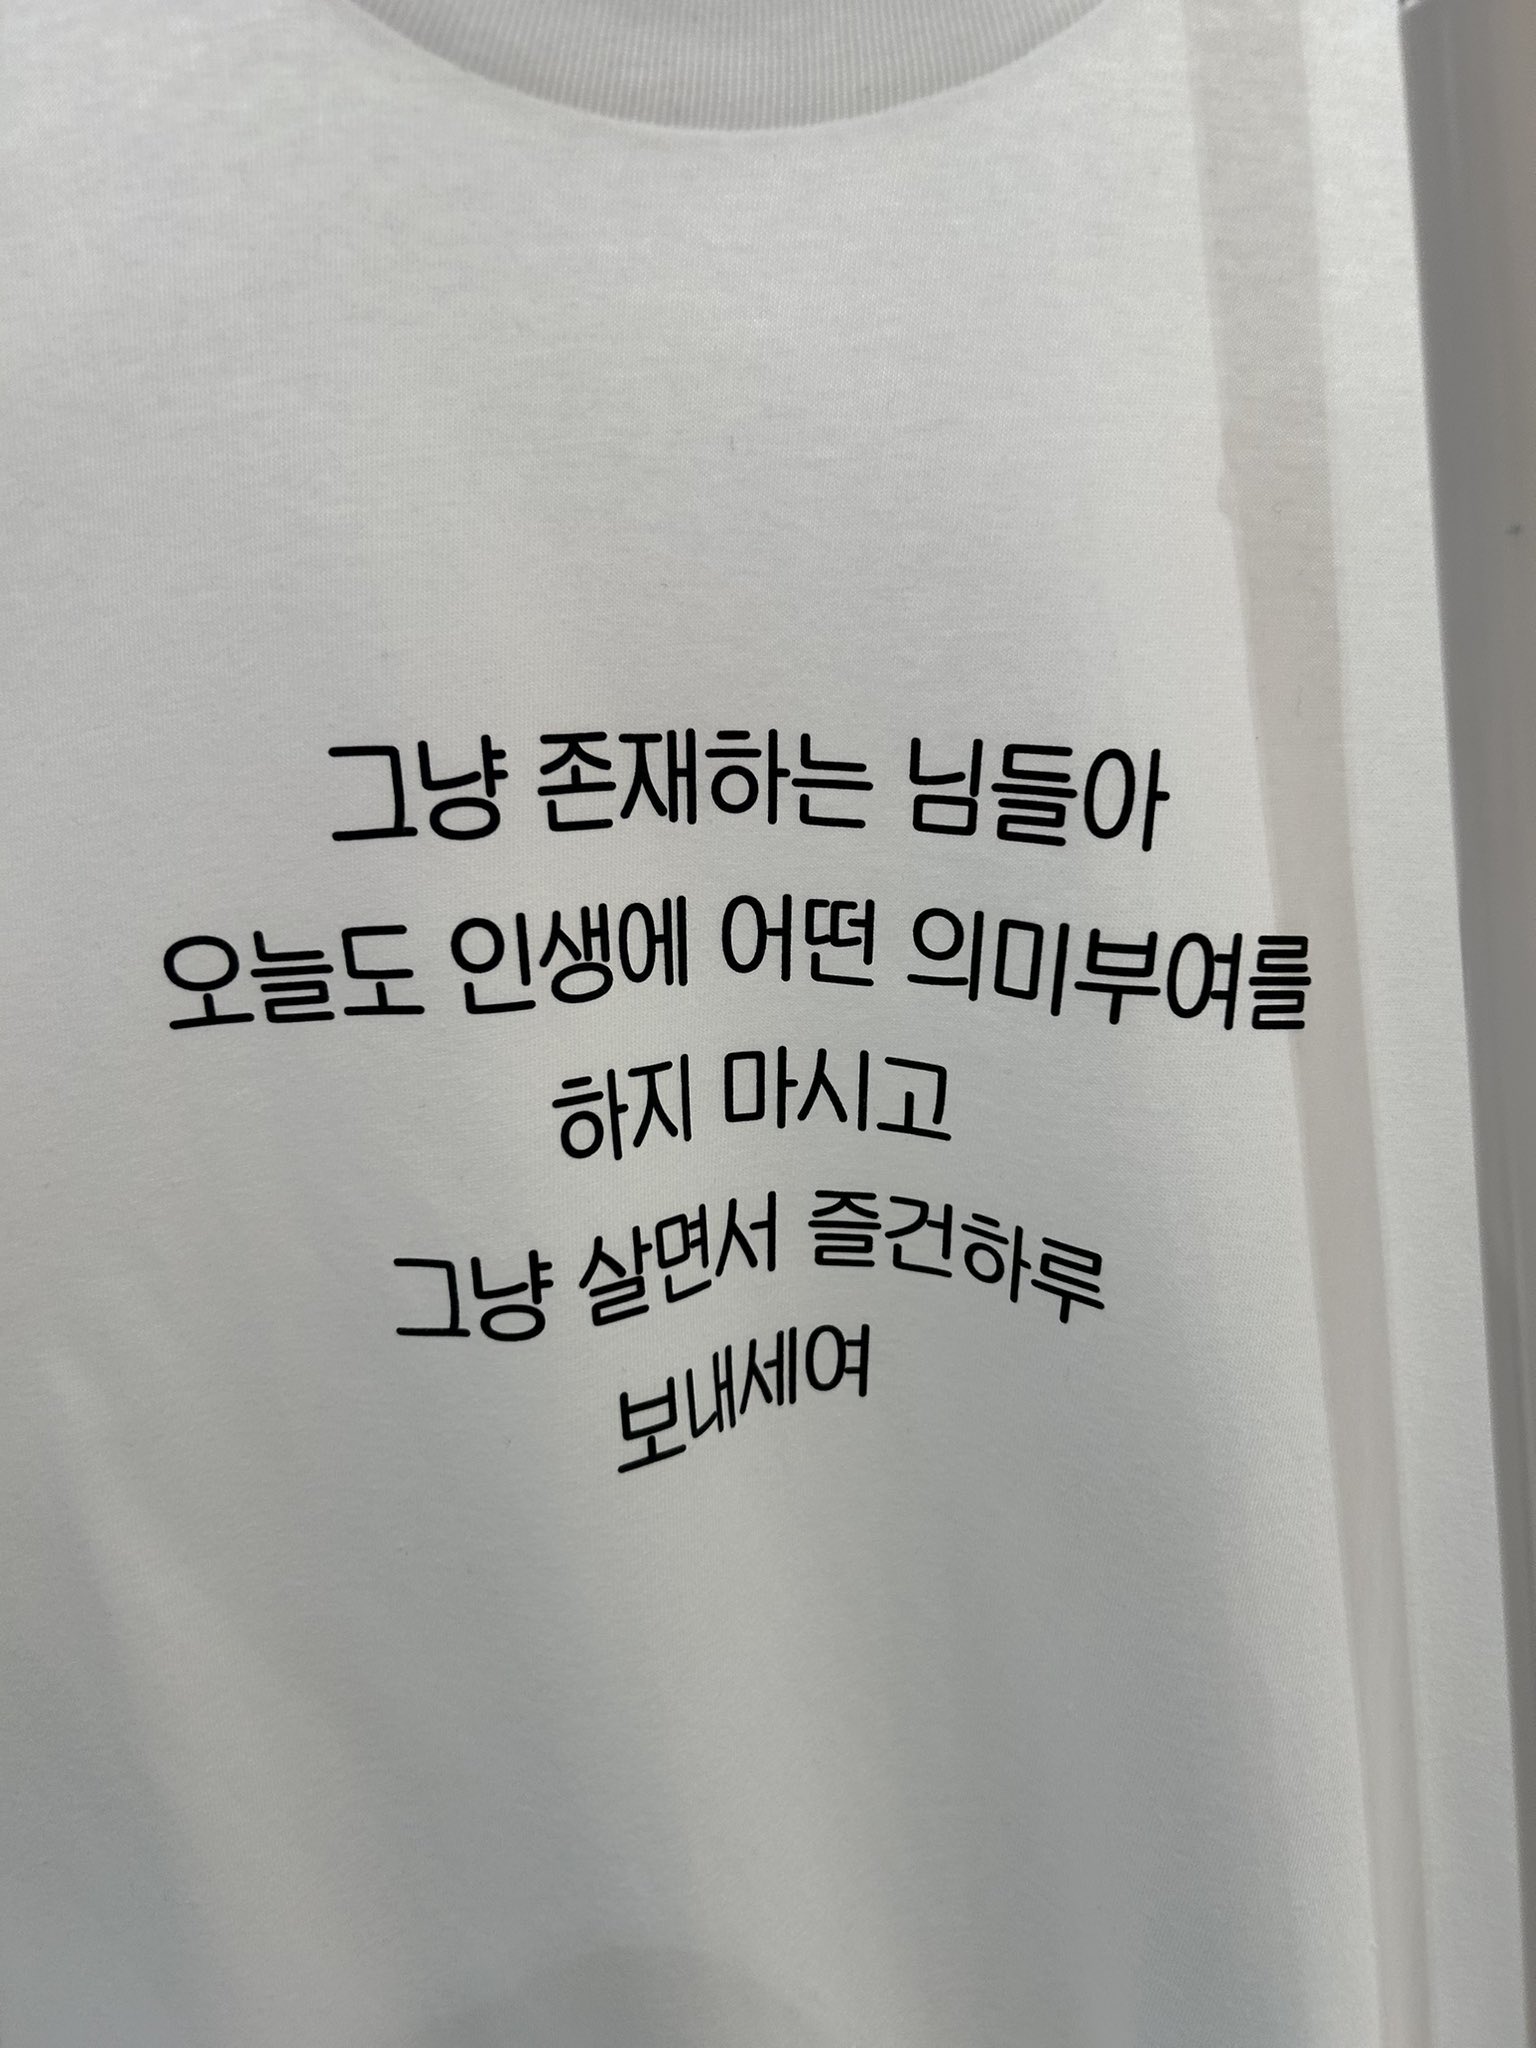 그냥 존재하는 님들아
오늘도 인생에 어떤 의미부여를
하지 마시고
그냥 살면서 즐건하루
보내세여